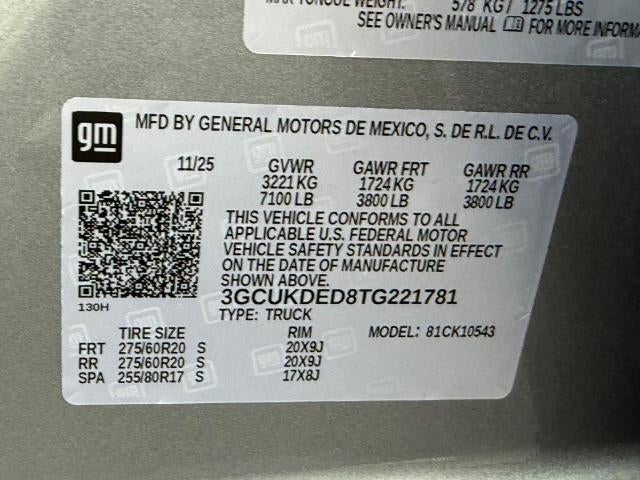 MAX TONGUE WEIGHT: 578 KG / 1275 LBS
SEE OWNER'S MANUAL FOR MORE INFORMA
gm
MFD BY GENERAL MOTORS DE MEXICO, S. DE R.L. DE C.V.
11/25 GVWR GAWR FRT GAWR RR
3221 KG 1724 KG 1724 KG
7100 LB 3800 LB 3800 LB
THIS VEHICLE CONFORMS TO ALL
APPLICABLE U.S. FEDERAL MOTOR
VEHICLE SAFETY STANDARDS IN EFFECT
ON THE DATE OF MANUFACTURE
SHOWN ABOVE.
3GCUKDED8TG221781
130H
TYPE: TRUCK
TIRE SIZE RIM MODEL: 81CK10543
FRT 275/60R20 S 20X9J
RR 275/60R20 S 20X9J
SPA 255/80R17 S 17X8J